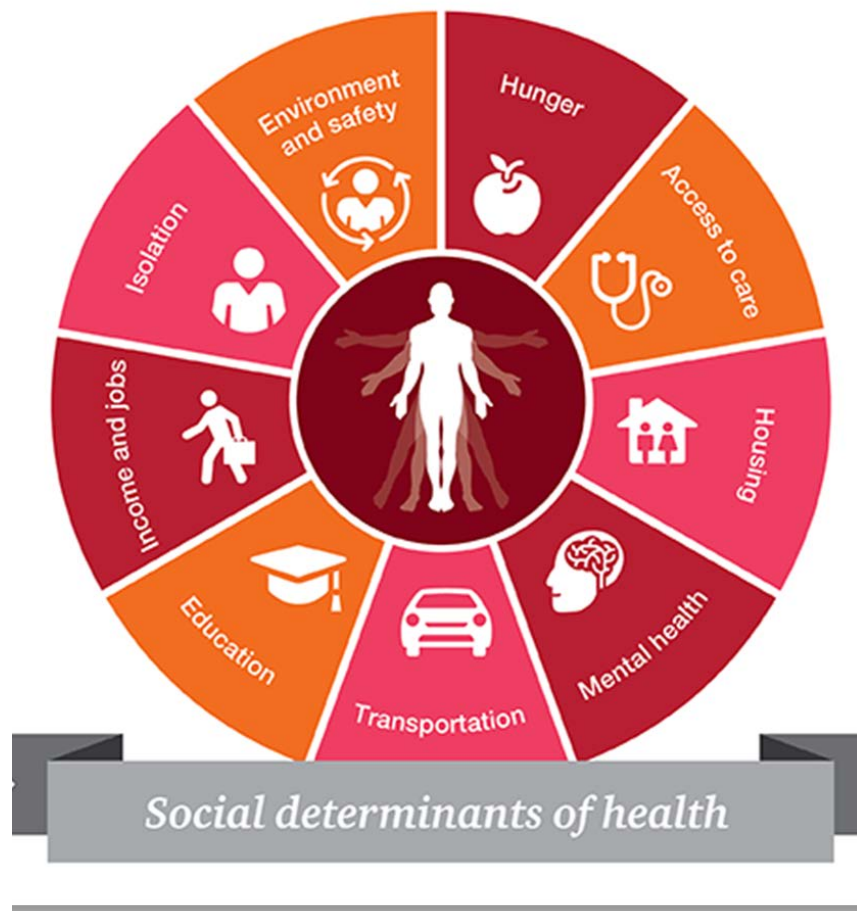 Environment
and safety
Hunger
Access to care
Housing
Mental health
Transportation
Education
Income and jobs
Isolation
Social determinants of health